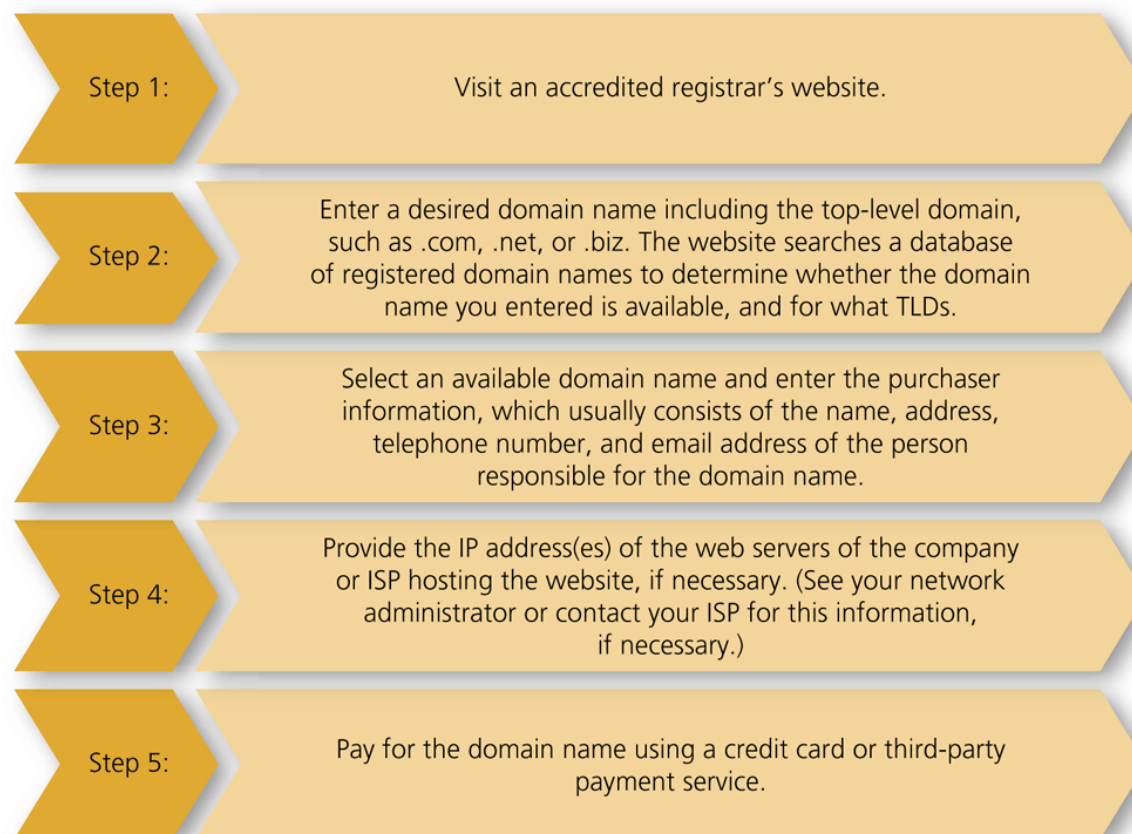 Step 1:
Visit an accredited registrar’s website.
Step 2:
Enter a desired domain name including the top-level domain,
such as .com, .net, or .biz. The website searches a database
of registered domain names to determine whether the domain
name you entered is available, and for what TLDs.
Step 3:
Select an available domain name and enter the purchaser
information, which usually consists of the name, address,
telephone number, and email address of the person
responsible for the domain name.
Step 4:
Provide the IP address(es) of the web servers of the company
or ISP hosting the website, if necessary. (See your network
administrator or contact your ISP for this information,
if necessary.)
Step 5:
Pay for the domain name using a credit card or third-party
payment service.